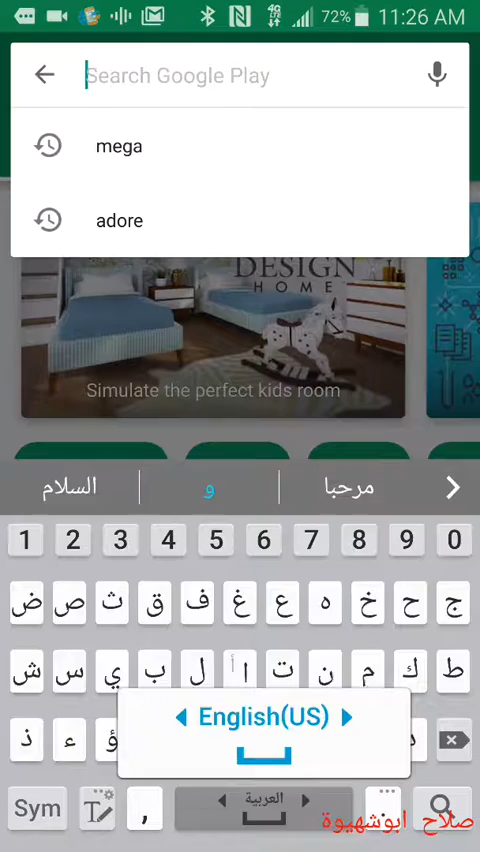 72% 11:26 AM
Search Google Play
mega
adore
DESIGN
HOME
Simulate the perfect kids room
السلام و مرحبا
1 2 3 4 5 6 7 8 9 0
ض ص ث ق ف غ ع ه خ ح ج
ش س ي ب ل ا أ ت ن م ك ط
ذ ء ؤ
English(US)
Sym T , العربية
صلاح ابوشهيوة